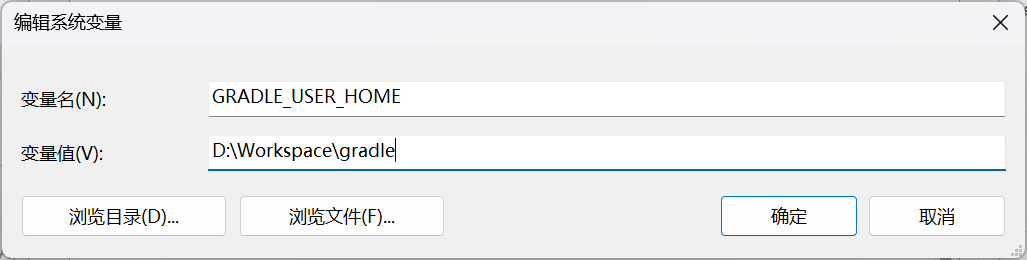 编辑系统变量
变量名(N):
GRADLE_USER_HOME
变量值(V):
D:\Workspace\gradle
浏览目录(D)...
浏览文件(F)...
确定
取消